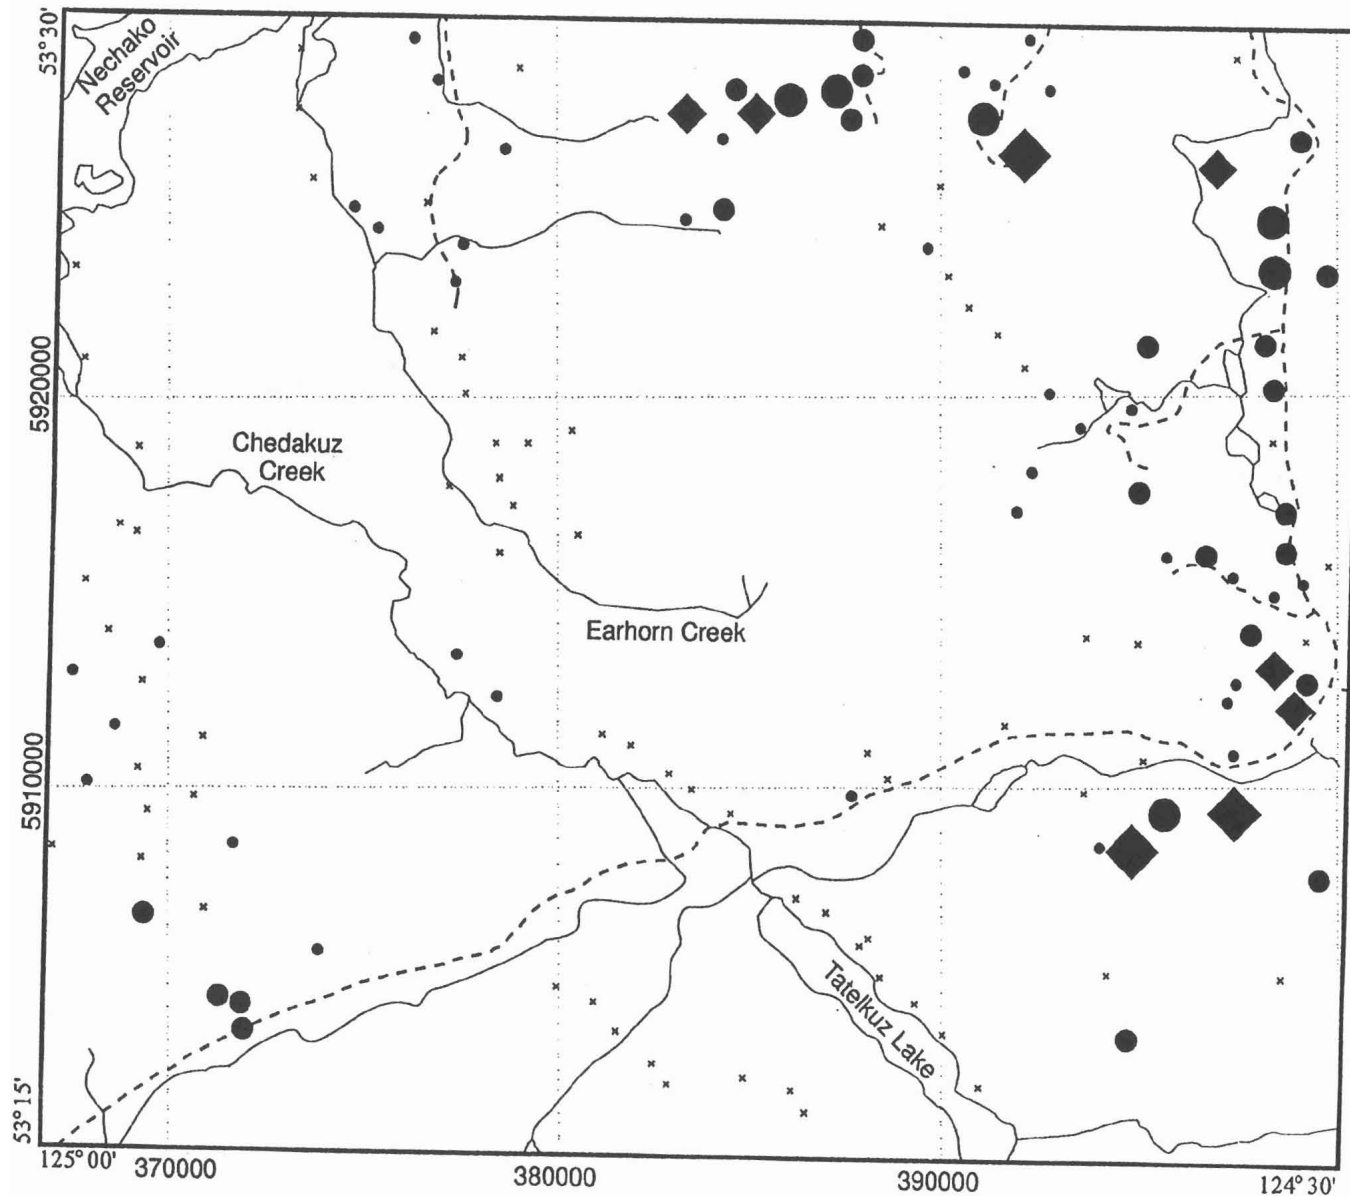 53° 30'
Nechako
Reservoir
5920000
Chedakuz
Creek
Earhorn Creek
5910000
Tatelkuz Lake
53° 15'
125° 00'
370000
380000
390000
124° 30'